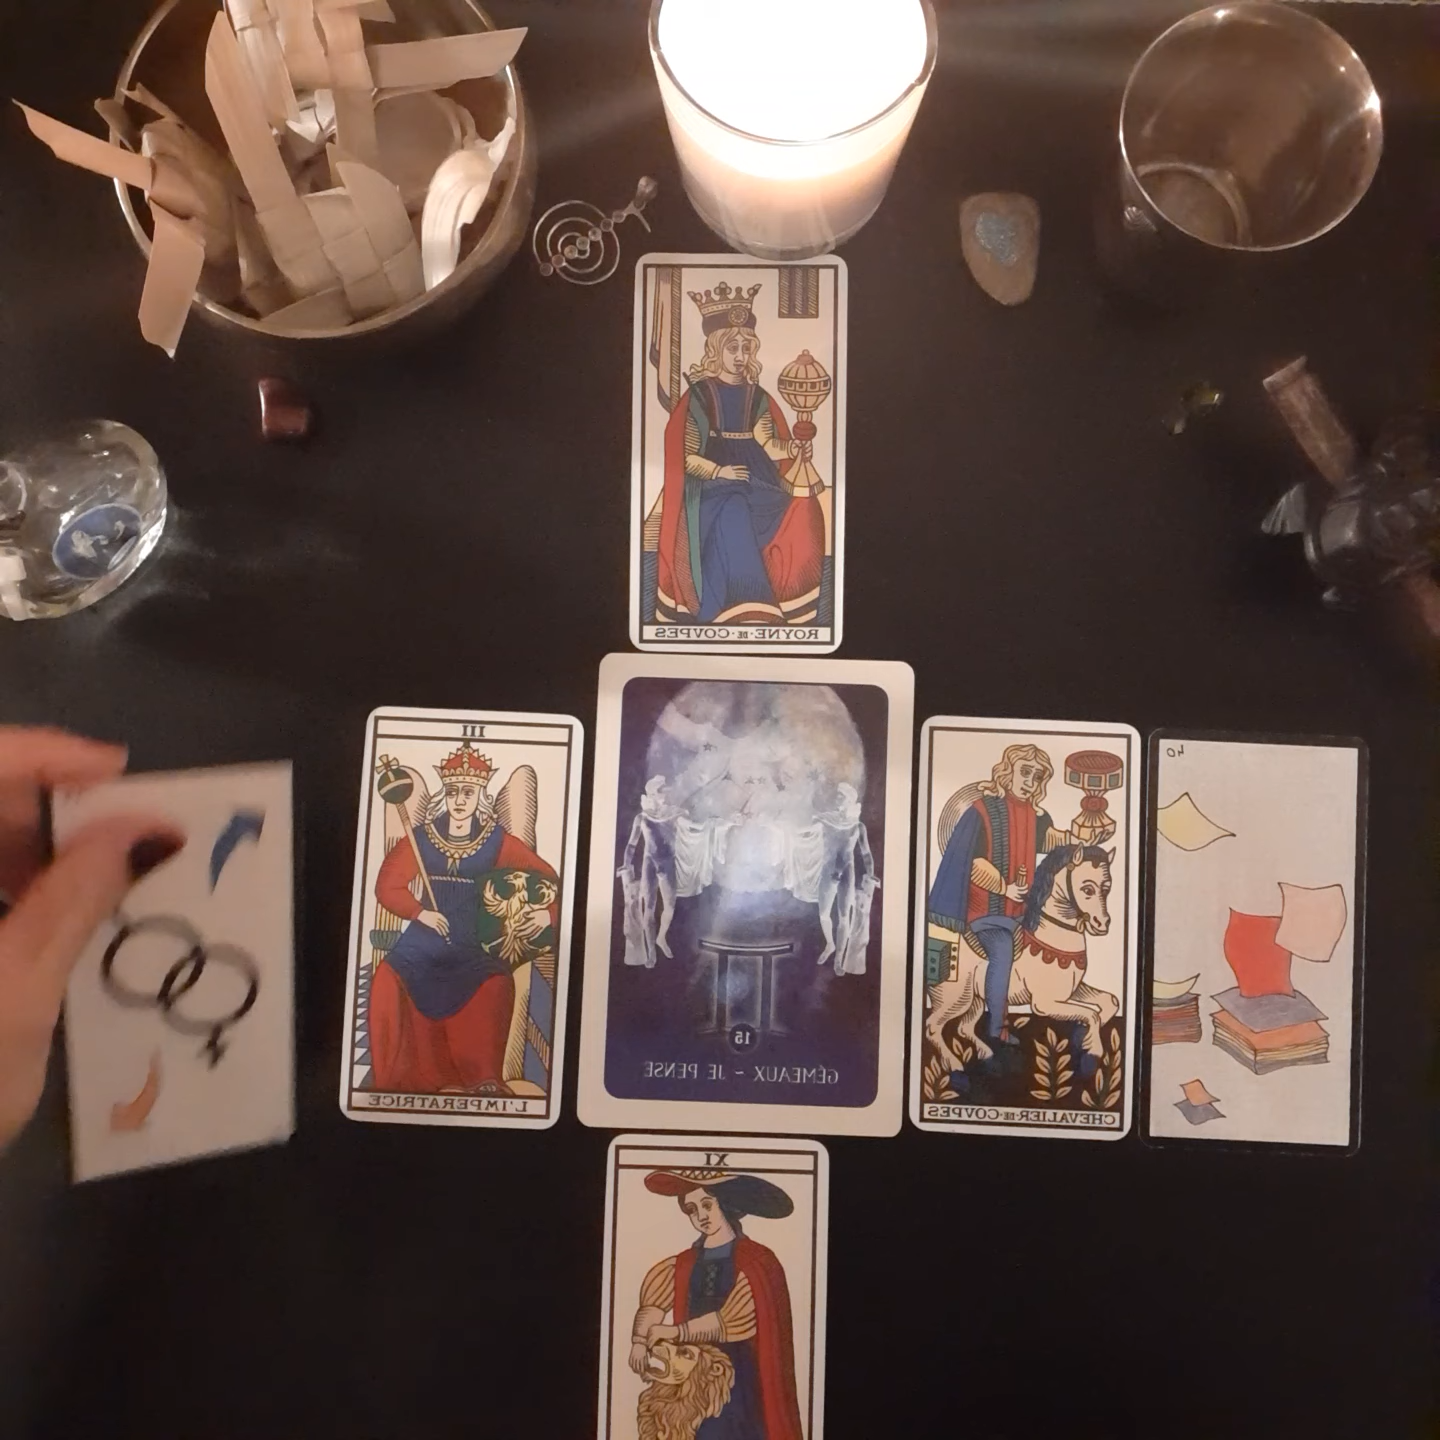 ROYNE·DE·COVPES
III
L'IMPERATRICE
15
GÉMEAUX ~ JE PENSE
CHEVALIER·DE·COVPES
40
XI